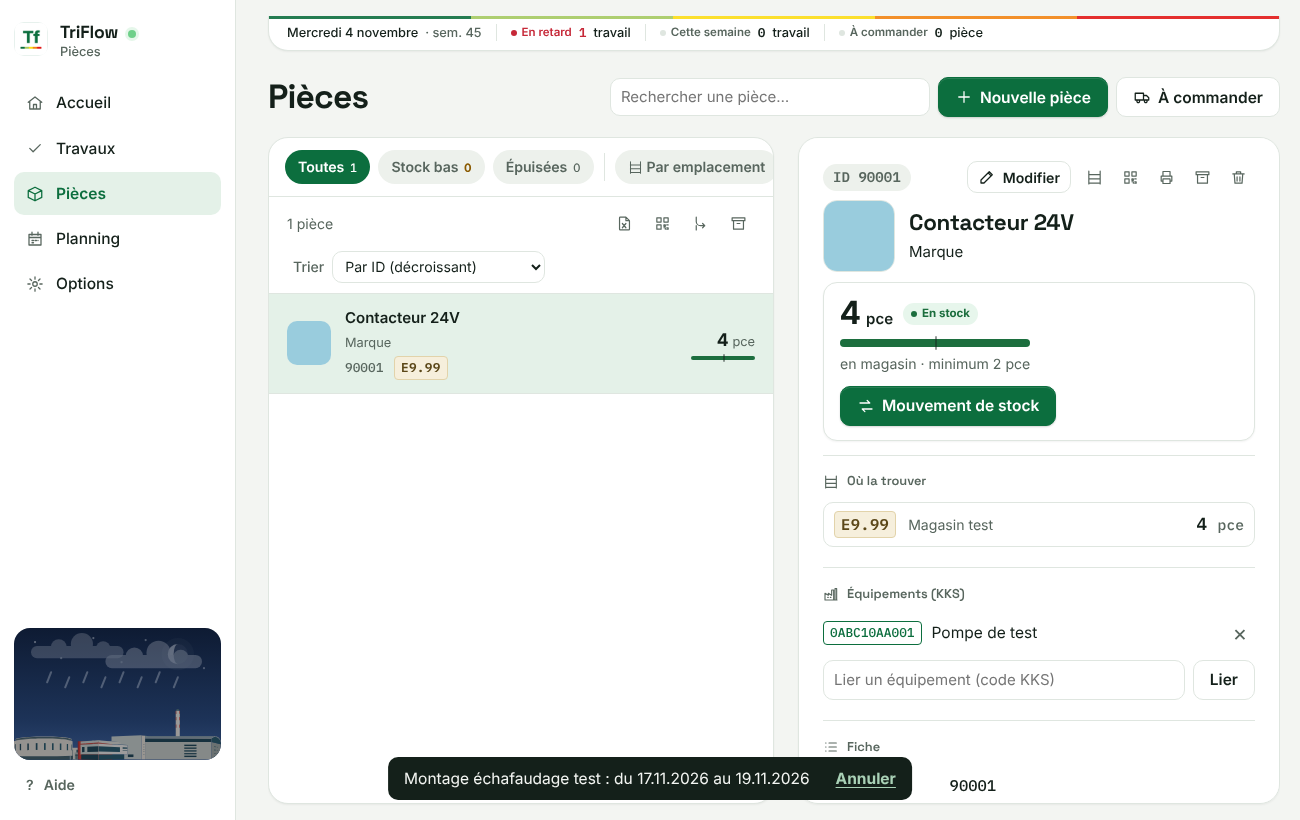 Tf
TriFlow
Pièces
Accueil
Travaux
Pièces
Planning
Options
? Aide
Mercredi 4 novembre · sem. 45
En retard 1 travail
Cette semaine 0 travail
À commander 0 pièce
Pièces
Rechercher une pièce...
Nouvelle pièce
À commander
Toutes 1
Stock bas 0
Épuisées 0
Par emplacement
1 pièce
Trier
Par ID (décroissant)
Contacteur 24V
Marque
90001 E9.99
4 pce
ID 90001
Modifier
Contacteur 24V
Marque
4 pce
En stock
en magasin · minimum 2 pce
Mouvement de stock
Où la trouver
E9.99 Magasin test 4 pce
Équipements (KKS)
0ABC10AA001 Pompe de test
Lier un équipement (code KKS)
Lier
Fiche
90001
Montage échafaudage test : du 17.11.2026 au 19.11.2026 Annuler